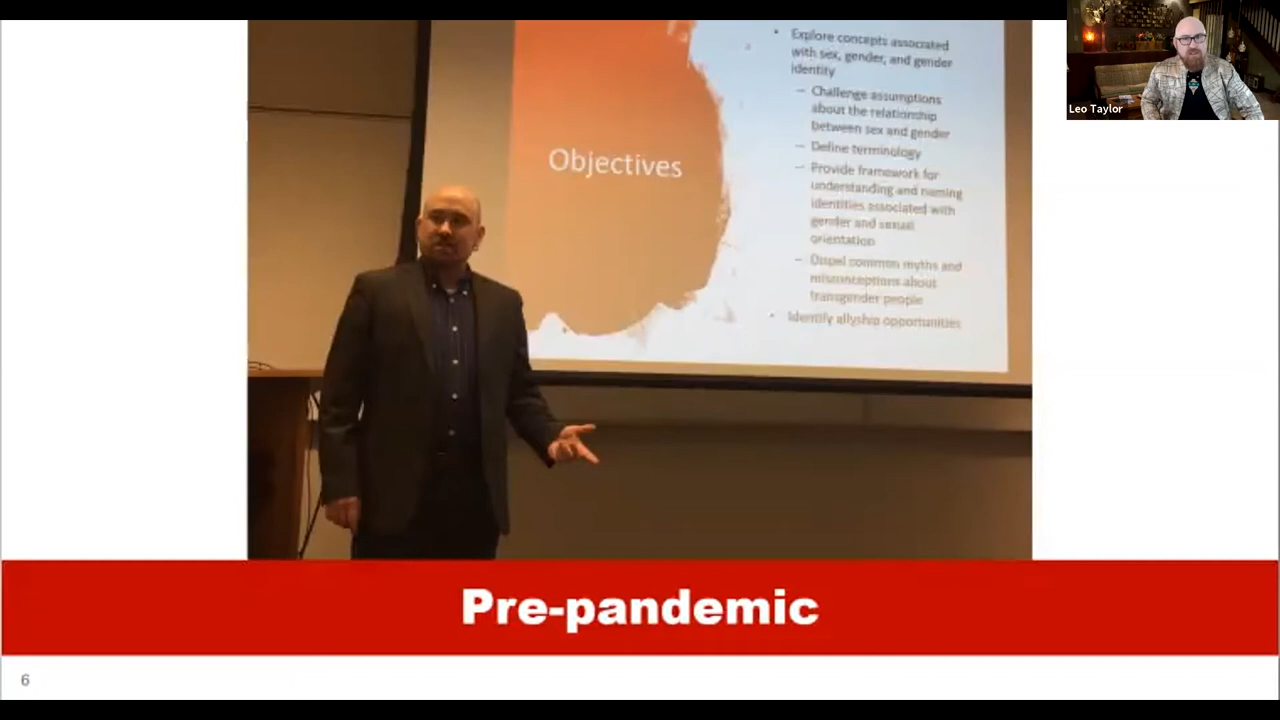 Explore concepts associated
with sex, gender, and gender
identity
– Challenge assumptions
about the relationship
between sex and gender
– Define terminology
– Provide framework for
understanding and naming
identities associated with
gender and sexual
orientation
– Dispel common myths and
misconceptions about
transgender people
Identify allyship opportunities
Objectives
Leo Taylor
Pre-pandemic
6